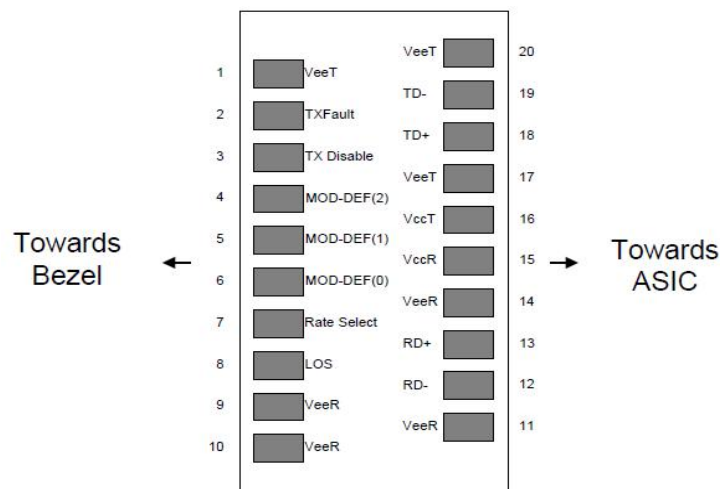 VeeT 20
1 VeeT
TD- 19
2 TXFault
TD+ 18
3 TX Disable
VeeT 17
4 MOD-DEF(2)
VccT 16
5 MOD-DEF(1)
Towards
Bezel
VccR 15
Towards
ASIC
6 MOD-DEF(0)
VeeR 14
7 Rate Select
RD+ 13
8 LOS
RD- 12
9 VeeR
VeeR 11
10 VeeR